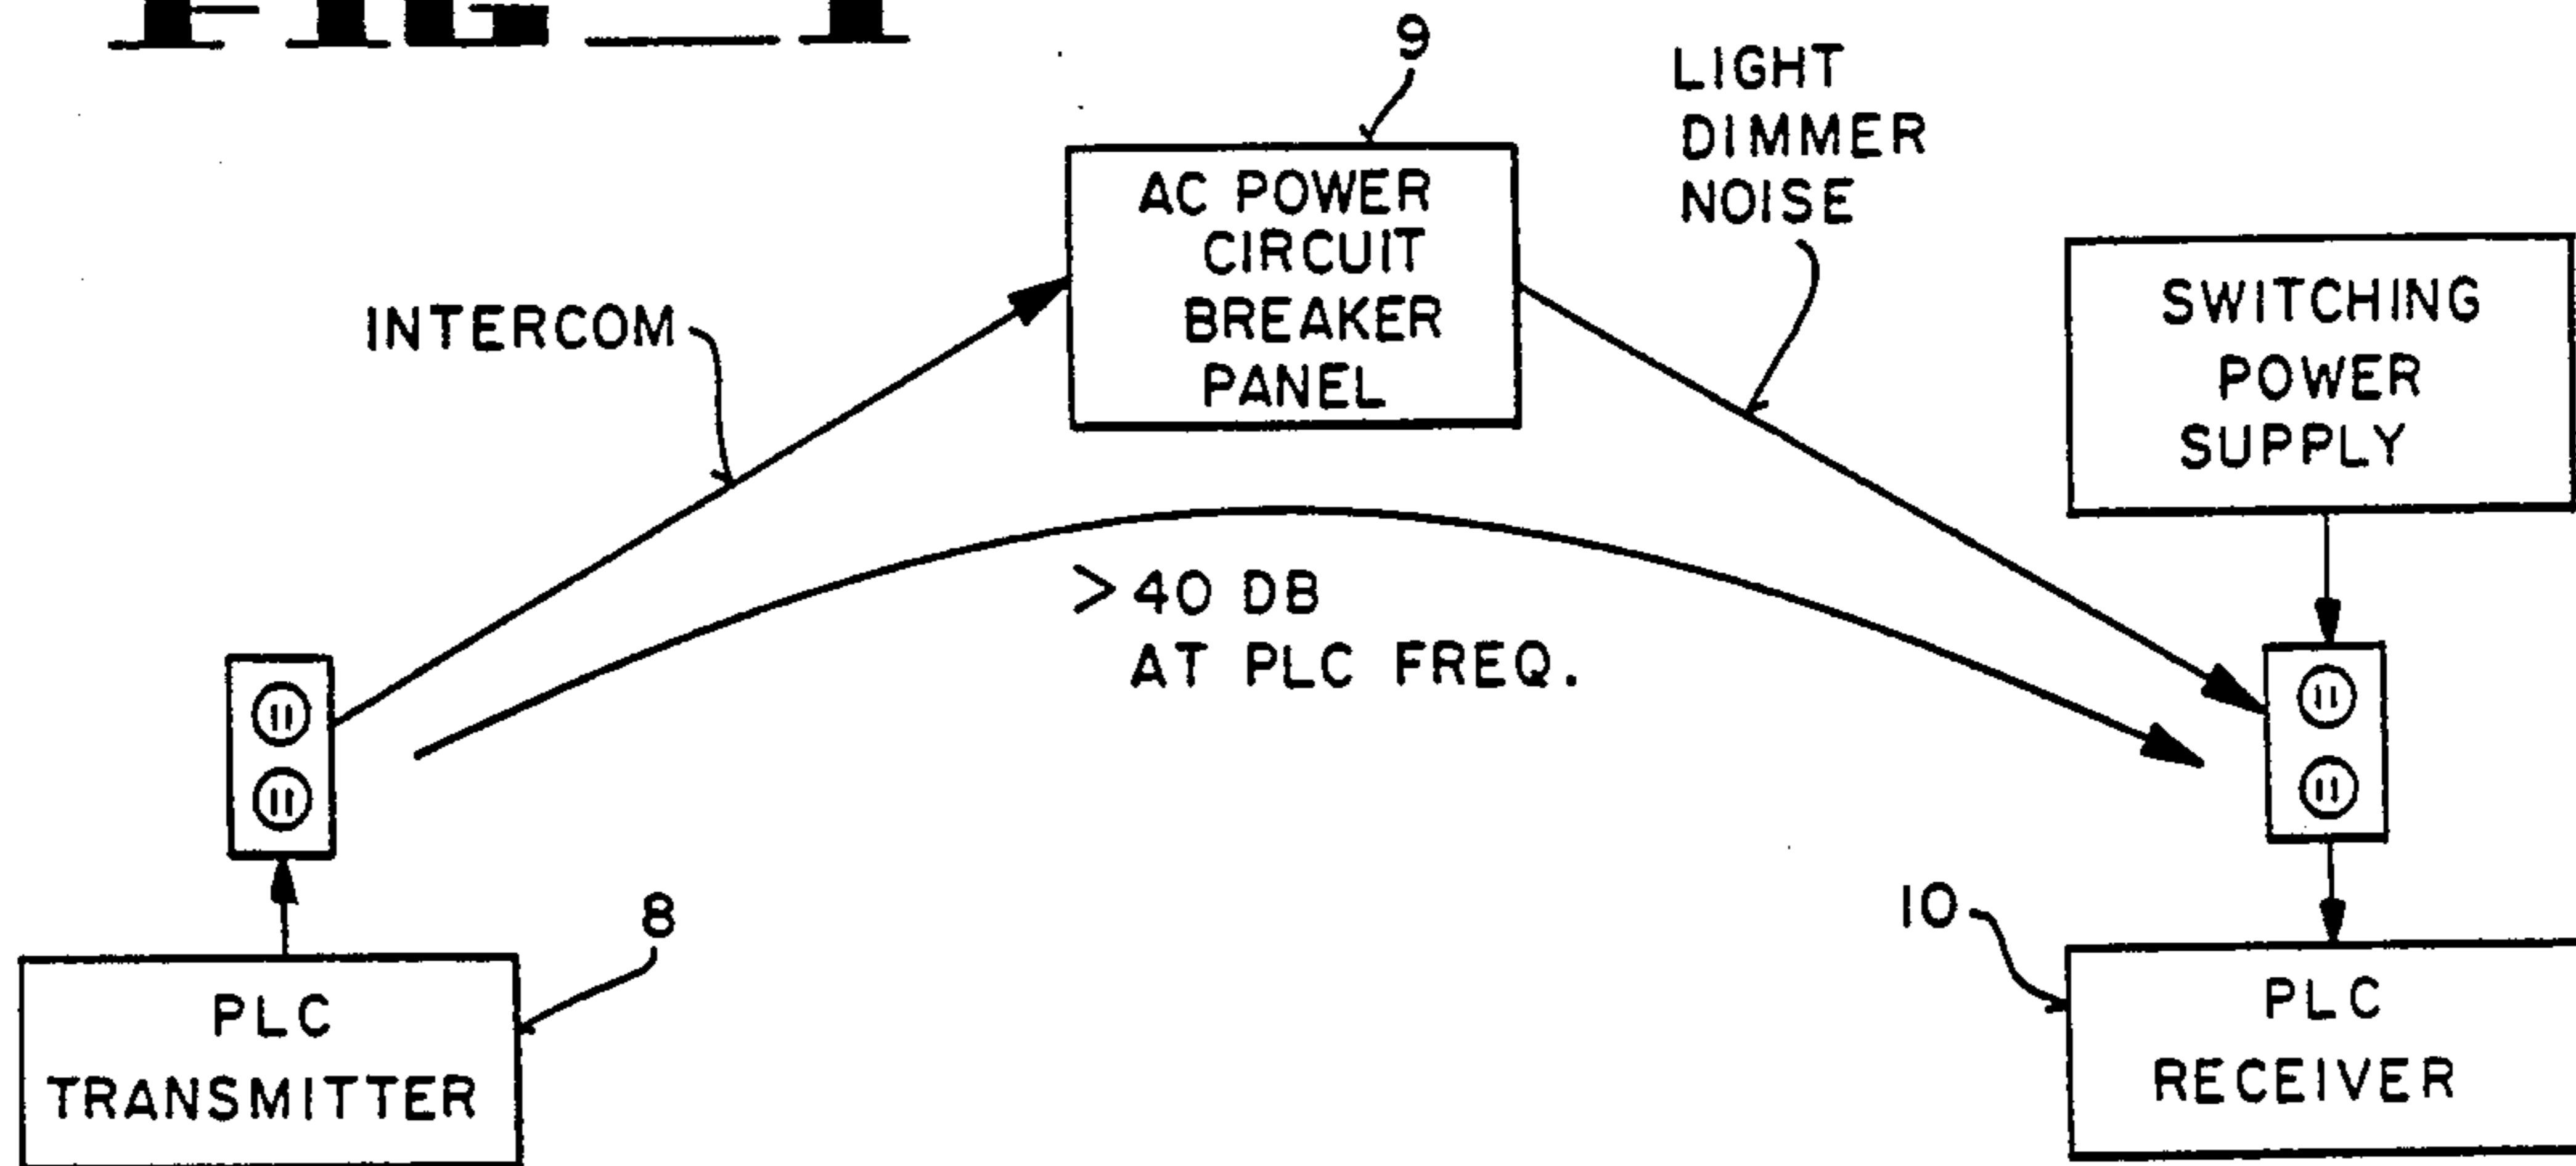 FIG_1
9
LIGHT
DIMMER
NOISE
AC POWER
CIRCUIT
BREAKER
PANEL
INTERCOM
SWITCHING
POWER
SUPPLY
>40 DB
AT PLC FREQ.
8
10
PLC
TRANSMITTER
PLC
RECEIVER